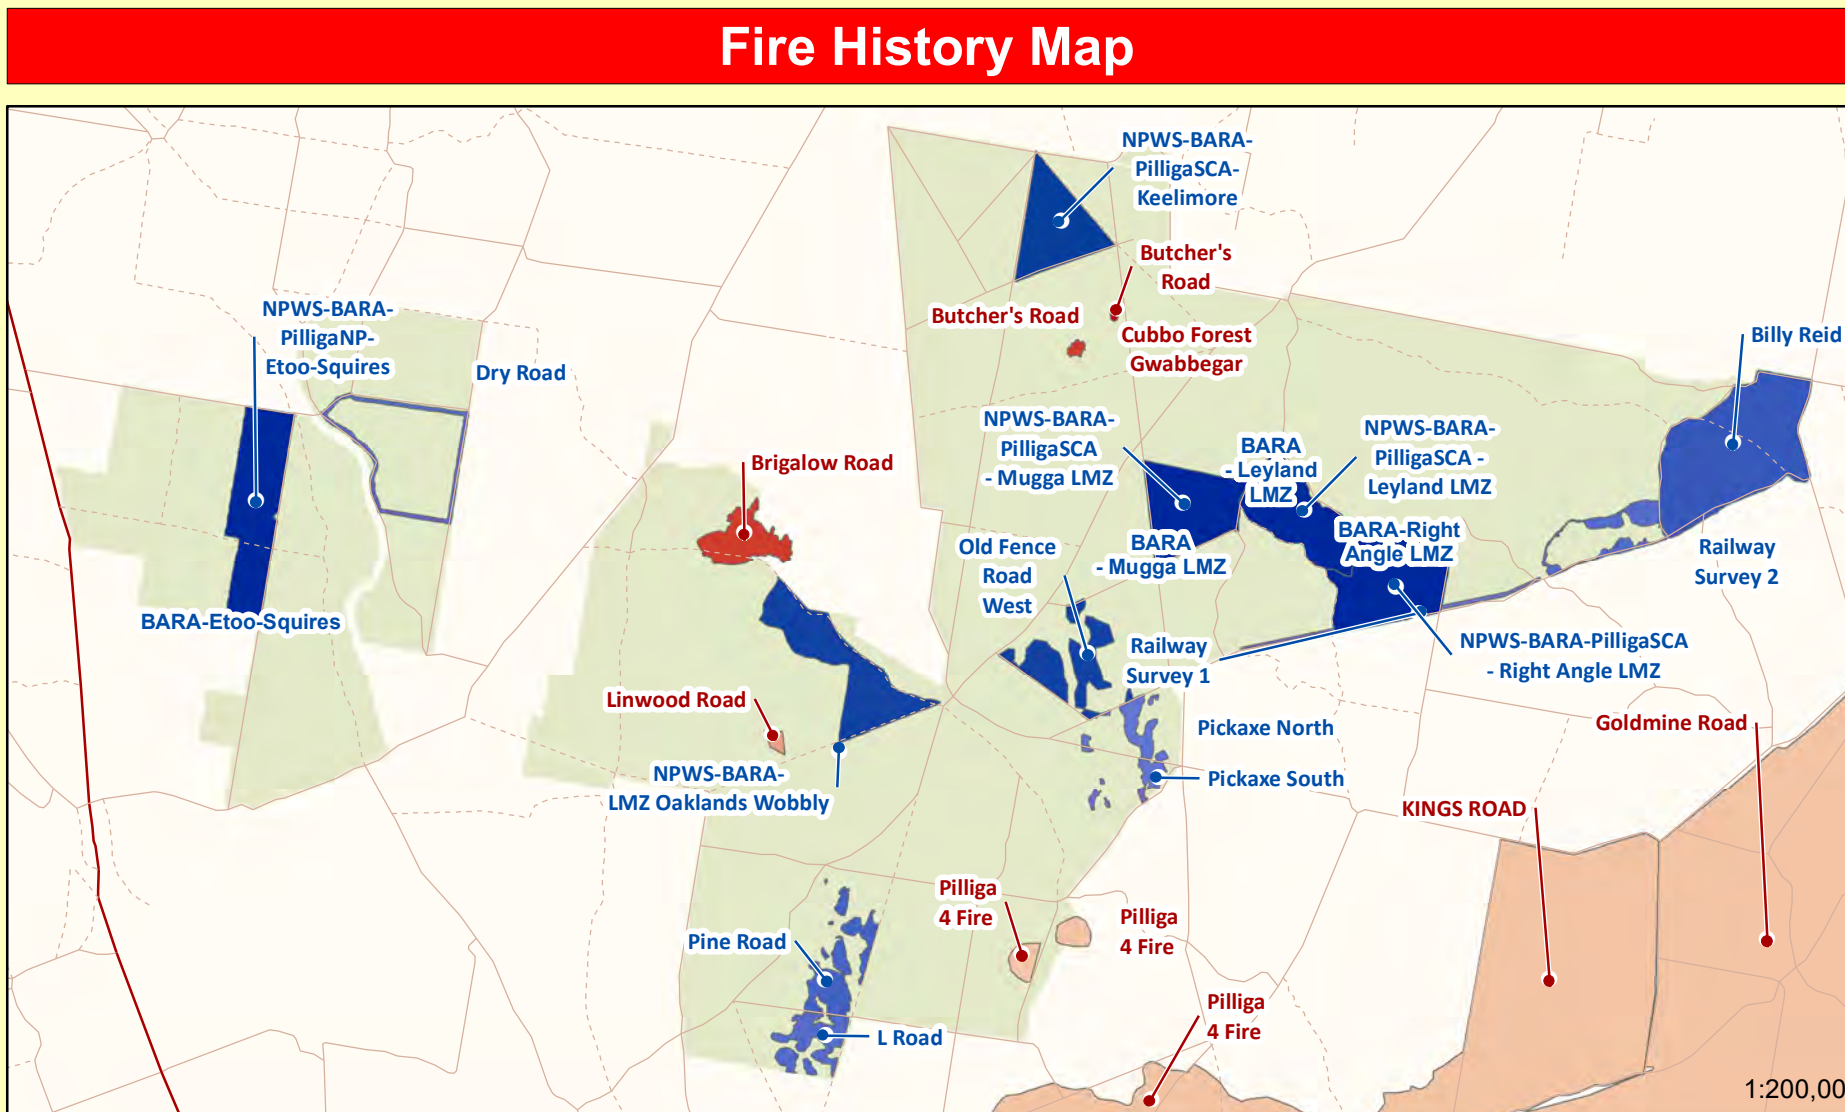 Fire History Map
NPWS-BARA-
PilligaSCA-
Keelimore
Butcher's
Road
Butcher's Road
Cubbo Forest
Gwabbegar
NPWS-BARA-
PilligaNP-
Etoo-Squires
Dry Road
Billy Reid
NPWS-BARA-
PilligaSCA
- Mugga LMZ
BARA
- Leyland
LMZ
NPWS-BARA-
PilligaSCA -
Leyland LMZ
Brigalow Road
BARA-Right
Angle LMZ
BARA
- Mugga LMZ
Old Fence
Road
West
Railway
Survey 2
BARA-Etoo-Squires
Railway
Survey 1
NPWS-BARA-PilligaSCA
- Right Angle LMZ
Linwood Road
Pickaxe North
Goldmine Road
NPWS-BARA-
LMZ Oaklands Wobbly
Pickaxe South
KINGS ROAD
Pilliga
4 Fire
Pilliga
4 Fire
Pine Road
Pilliga
4 Fire
L Road
1:200,00